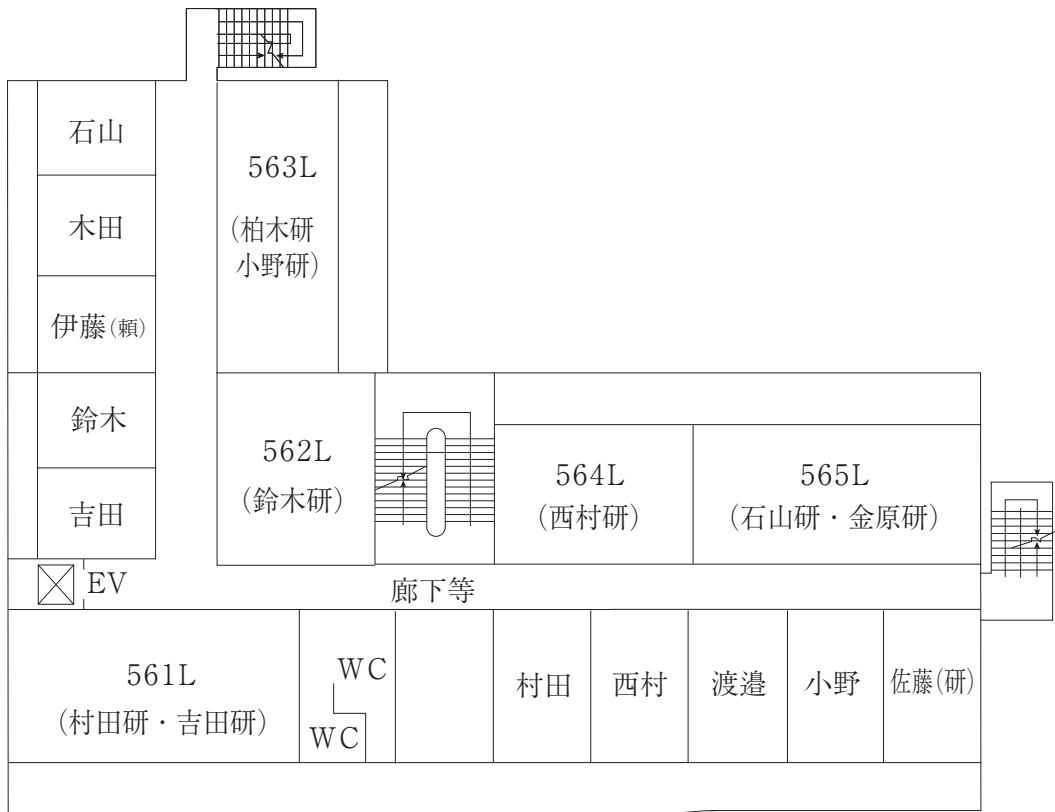 石山
木田
伊藤(頼)
鈴木
吉田
EV
563L
(柏木研
小野研)
562L
(鈴木研)
564L
(西村研)
565L
(石山研・金原研)
廊下等
561L
(村田研・吉田研)
WC
WC
村田
西村
渡邉
小野
佐藤(研)